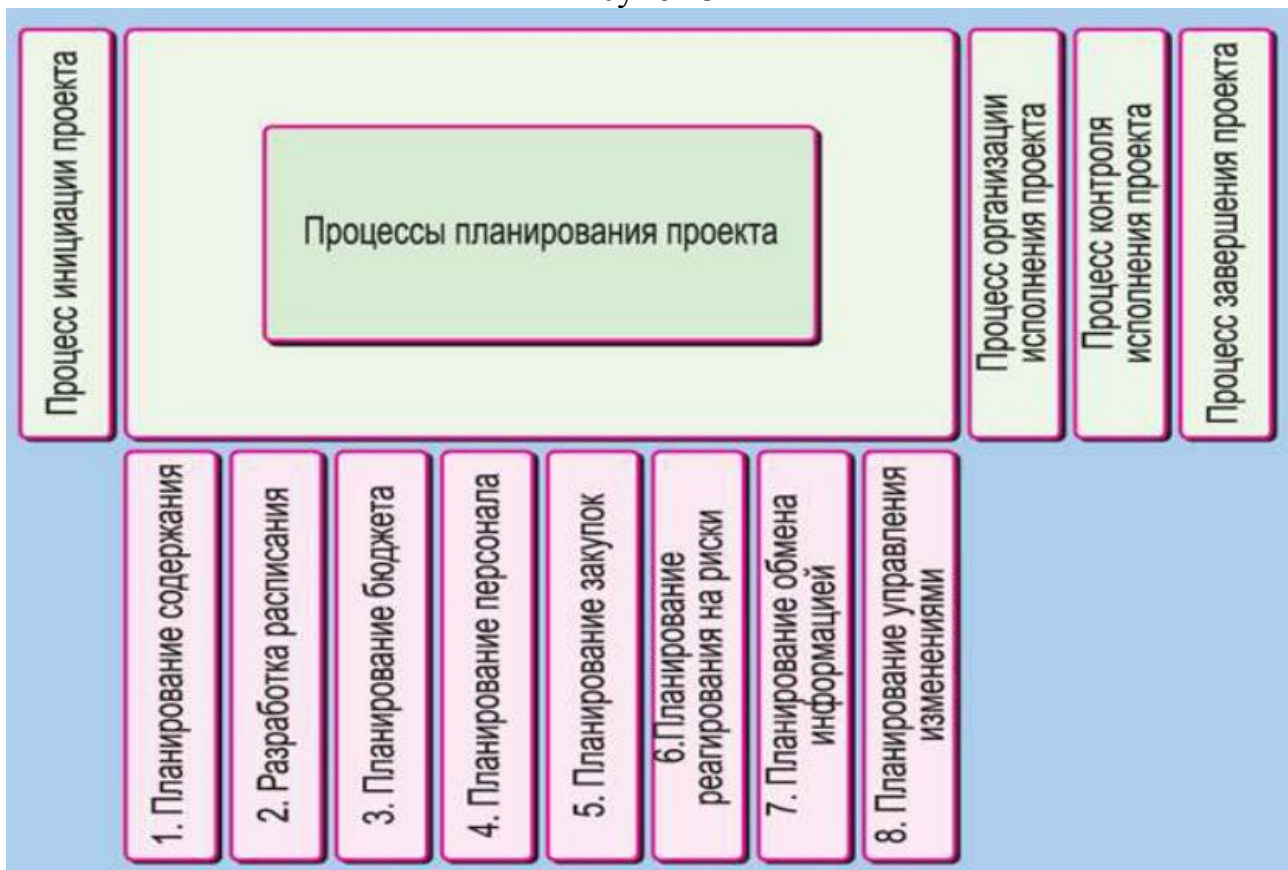 Процесс инициации проекта
Процессы планирования проекта
Процесс организации
исполнения проекта
Процесс контроля
исполнения проекта
Процесс завершения проекта
1. Планирование содержания
2. Разработка расписания
3. Планирование бюджета
4. Планирование персонала
5. Планирование закупок
6.Планирование
реагирования на риски
7. Планирование обмена
информацией
8. Планирование управления
изменениями